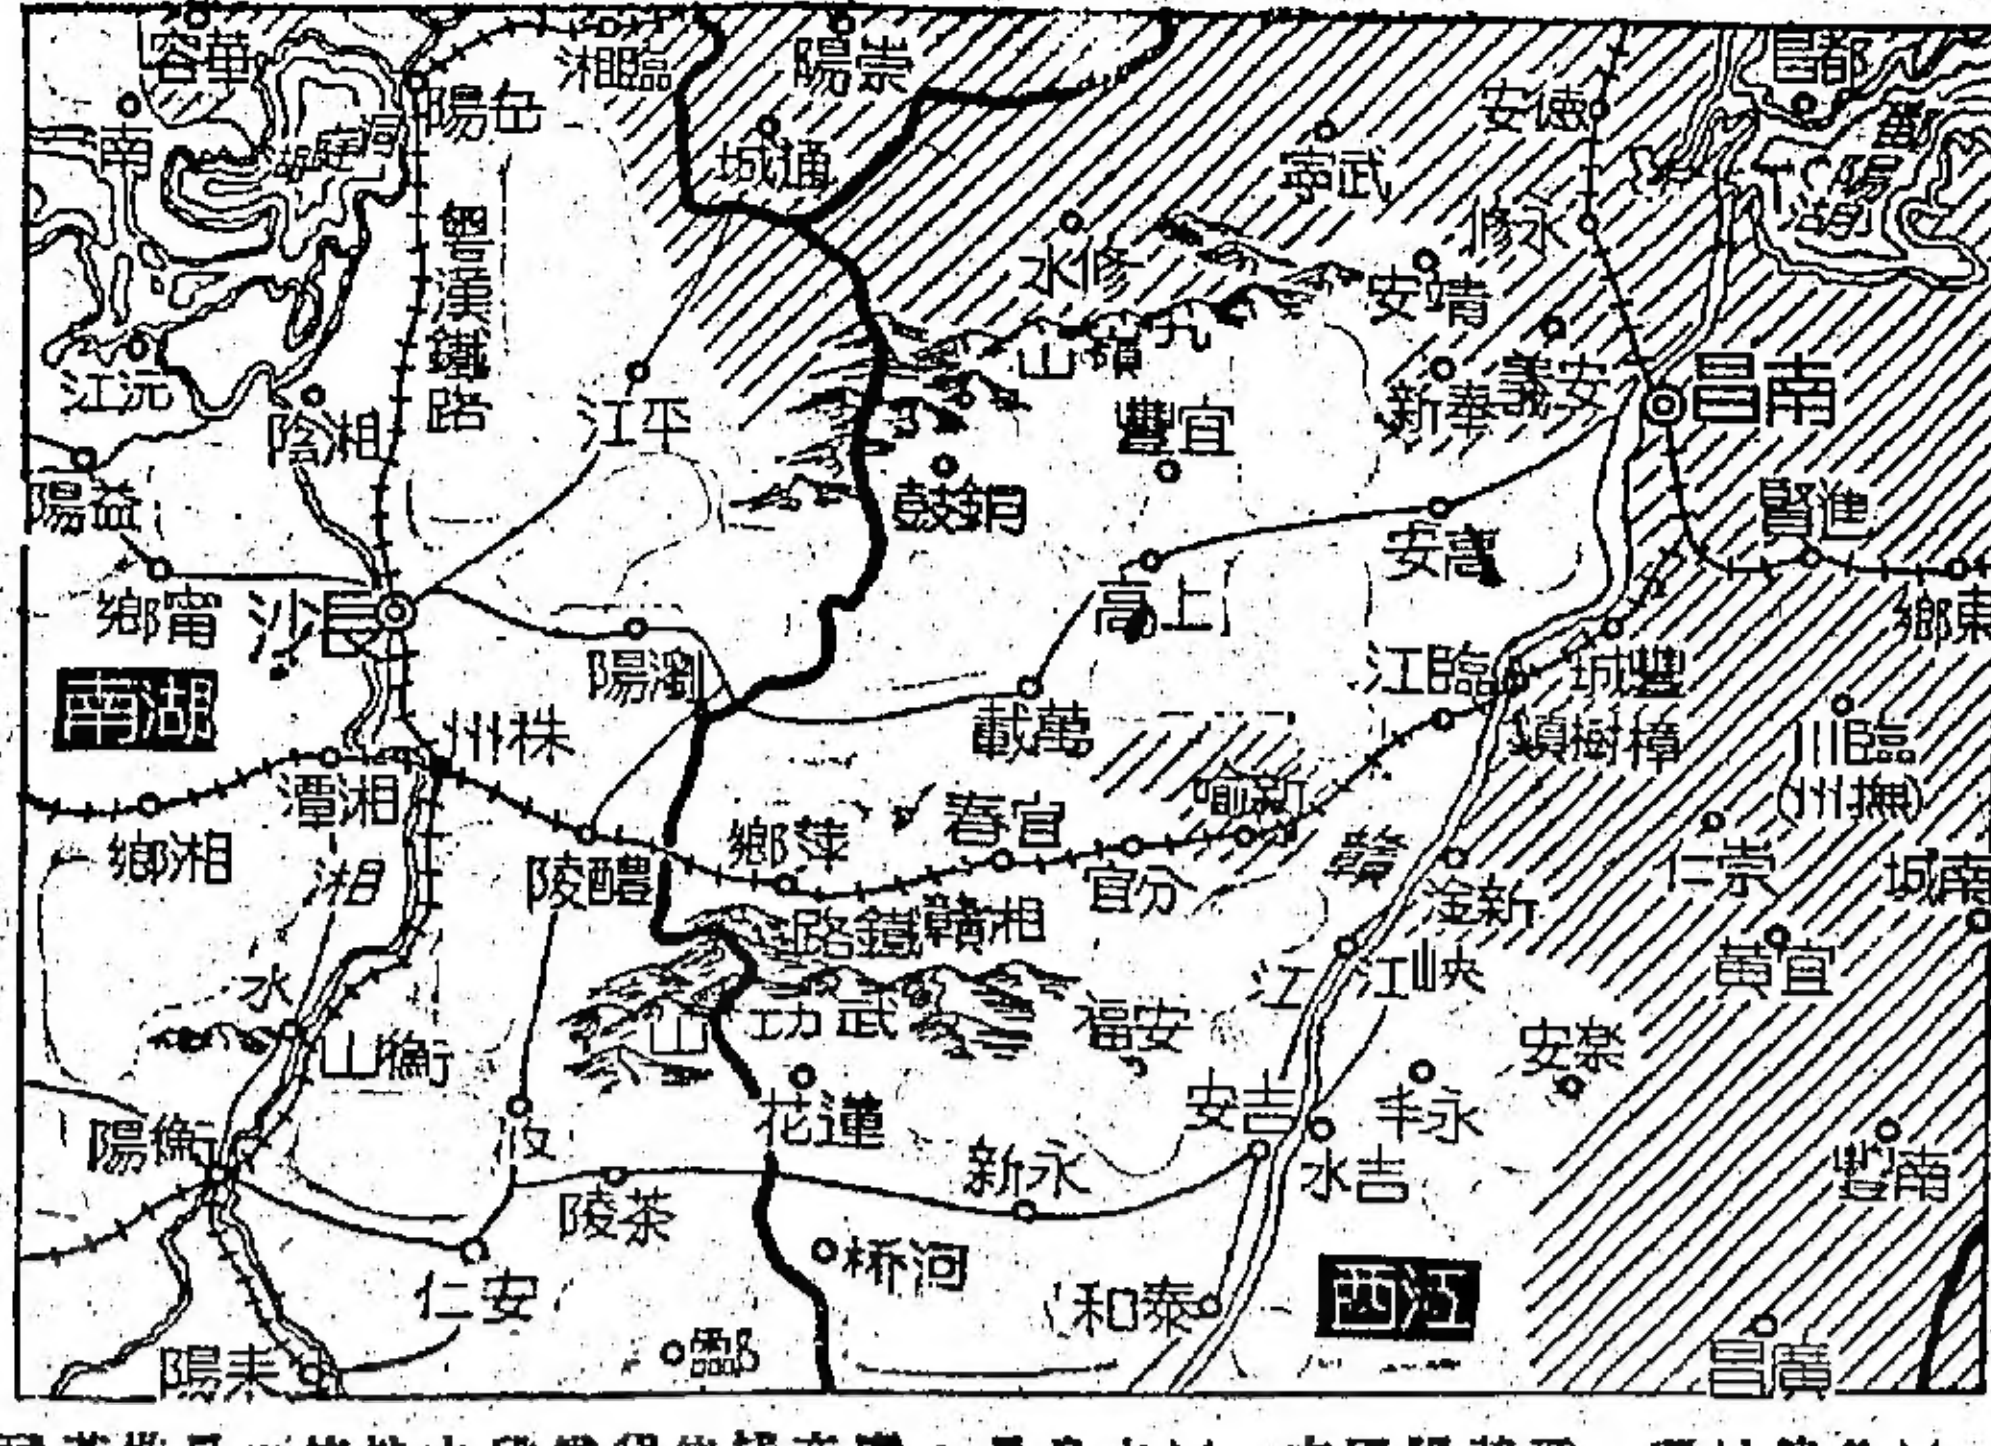 華容
臨湘
崇陽
都昌
岳陽
德安
南
洞庭湖
通城
武寧
鄱陽湖
粵漢鐵路
修水
永修
靖安
九嶺山
沅江
湘陰
平江
宜豐
安義
南昌
益陽
銅鼓
進賢
高安
寧鄉
長沙
上高
東鄉
瀏陽
臨江
豐城
湖南
株州
萬載
樟樹鎮
臨川
(撫州)
湘潭
新喻
湘鄉
醴陵
萍鄉
宜春
分宜
贛江
崇仁
南城
湘水
湘贛鐵路
新淦
宜黃
峽江
衡山
武功山
安福
樂安
衡陽
攸
蓮花
吉安
永丰
茶陵
永新
吉水
南豐
安仁
泰和
江西
耒陽
酃
廣昌